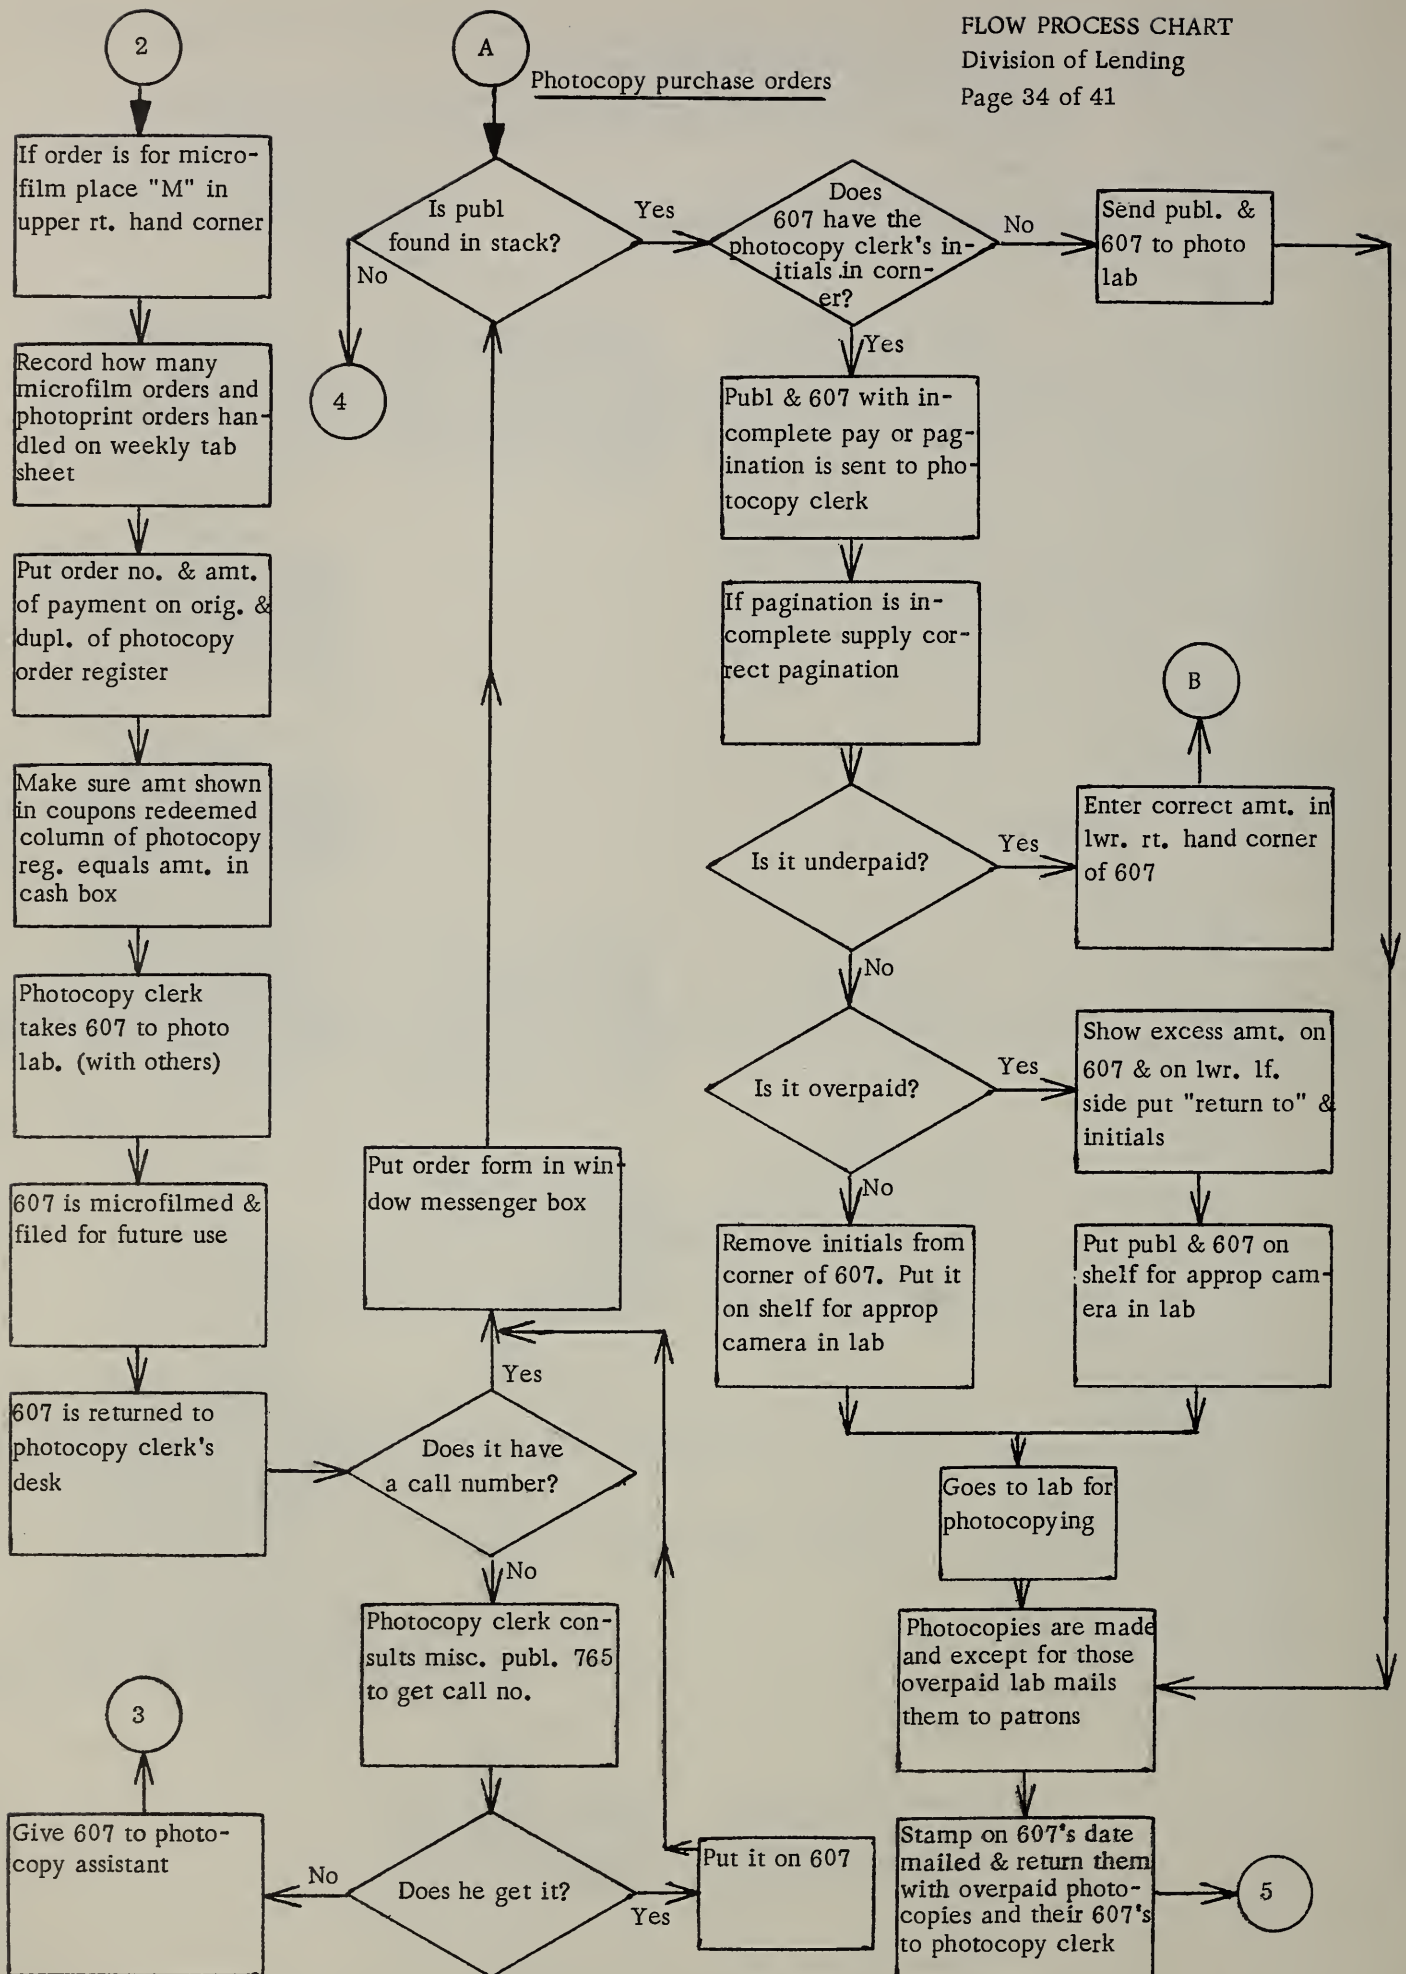 FLOW PROCESS CHART
Division of Lending
Page 34 of 41
2
A
Photocopy purchase orders
If order is for micro-
film place "M" in
upper rt. hand corner
Record how many
microfilm orders and
photoprint orders han-
dled on weekly tab
sheet
Put order no. & amt.
of payment on orig. &
dupl. of photocopy
order register
Make sure amt shown
in coupons redeemed
column of photocopy
reg. equals amt. in
cash box
Photocopy clerk
takes 607 to photo
lab. (with others)
607 is microfilmed &
filed for future use
607 is returned to
photocopy clerk's
desk
Does it have
a call number?
Yes
No
Put order form in win-
dow messenger box
Photocopy clerk con-
sults misc. publ. 765
to get call no.
Does he get it?
No
Yes
Give 607 to photo-
copy assistant
3
Put it on 607
Is publ
found in stack?
No
4
Yes
Does
607 have the
photocopy clerk's in-
itials in corn-
er?
No
Send publ. &
607 to photo
lab
Yes
Publ & 607 with in-
complete pay or pag-
ination is sent to pho-
tocopy clerk
If pagination is in-
complete supply cor-
rect pagination
Is it underpaid?
Yes
Enter correct amt. in
lwr. rt. hand corner
of 607
B
No
Is it overpaid?
Yes
Show excess amt. on
607 & on lwr. lf.
side put "return to" &
initials
No
Remove initials from
corner of 607. Put it
on shelf for approp
camera in lab
Put publ & 607 on
shelf for approp cam-
era in lab
Goes to lab for
photocopying
Photocopies are made
and except for those
overpaid lab mails
them to patrons
Stamp on 607's date
mailed & return them
with overpaid photo-
copies and their 607's
to photocopy clerk
5